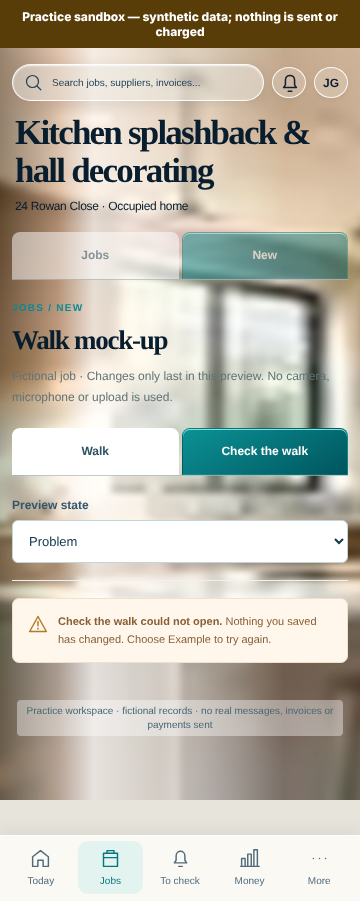 Practice sandbox — synthetic data; nothing is sent or
charged
Search jobs, suppliers, invoices...
JG
Kitchen splashback &
hall decorating
24 Rowan Close · Occupied home
Jobs
New
JOBS / NEW
Walk mock-up
Fictional job · Changes only last in this preview. No camera,
microphone or upload is used.
Walk
Check the walk
Preview state
Problem
Check the walk could not open. Nothing you saved
has changed. Choose Example to try again.
Practice workspace · fictional records · no real messages, invoices or
payments sent
Today
Jobs
To check
Money
More